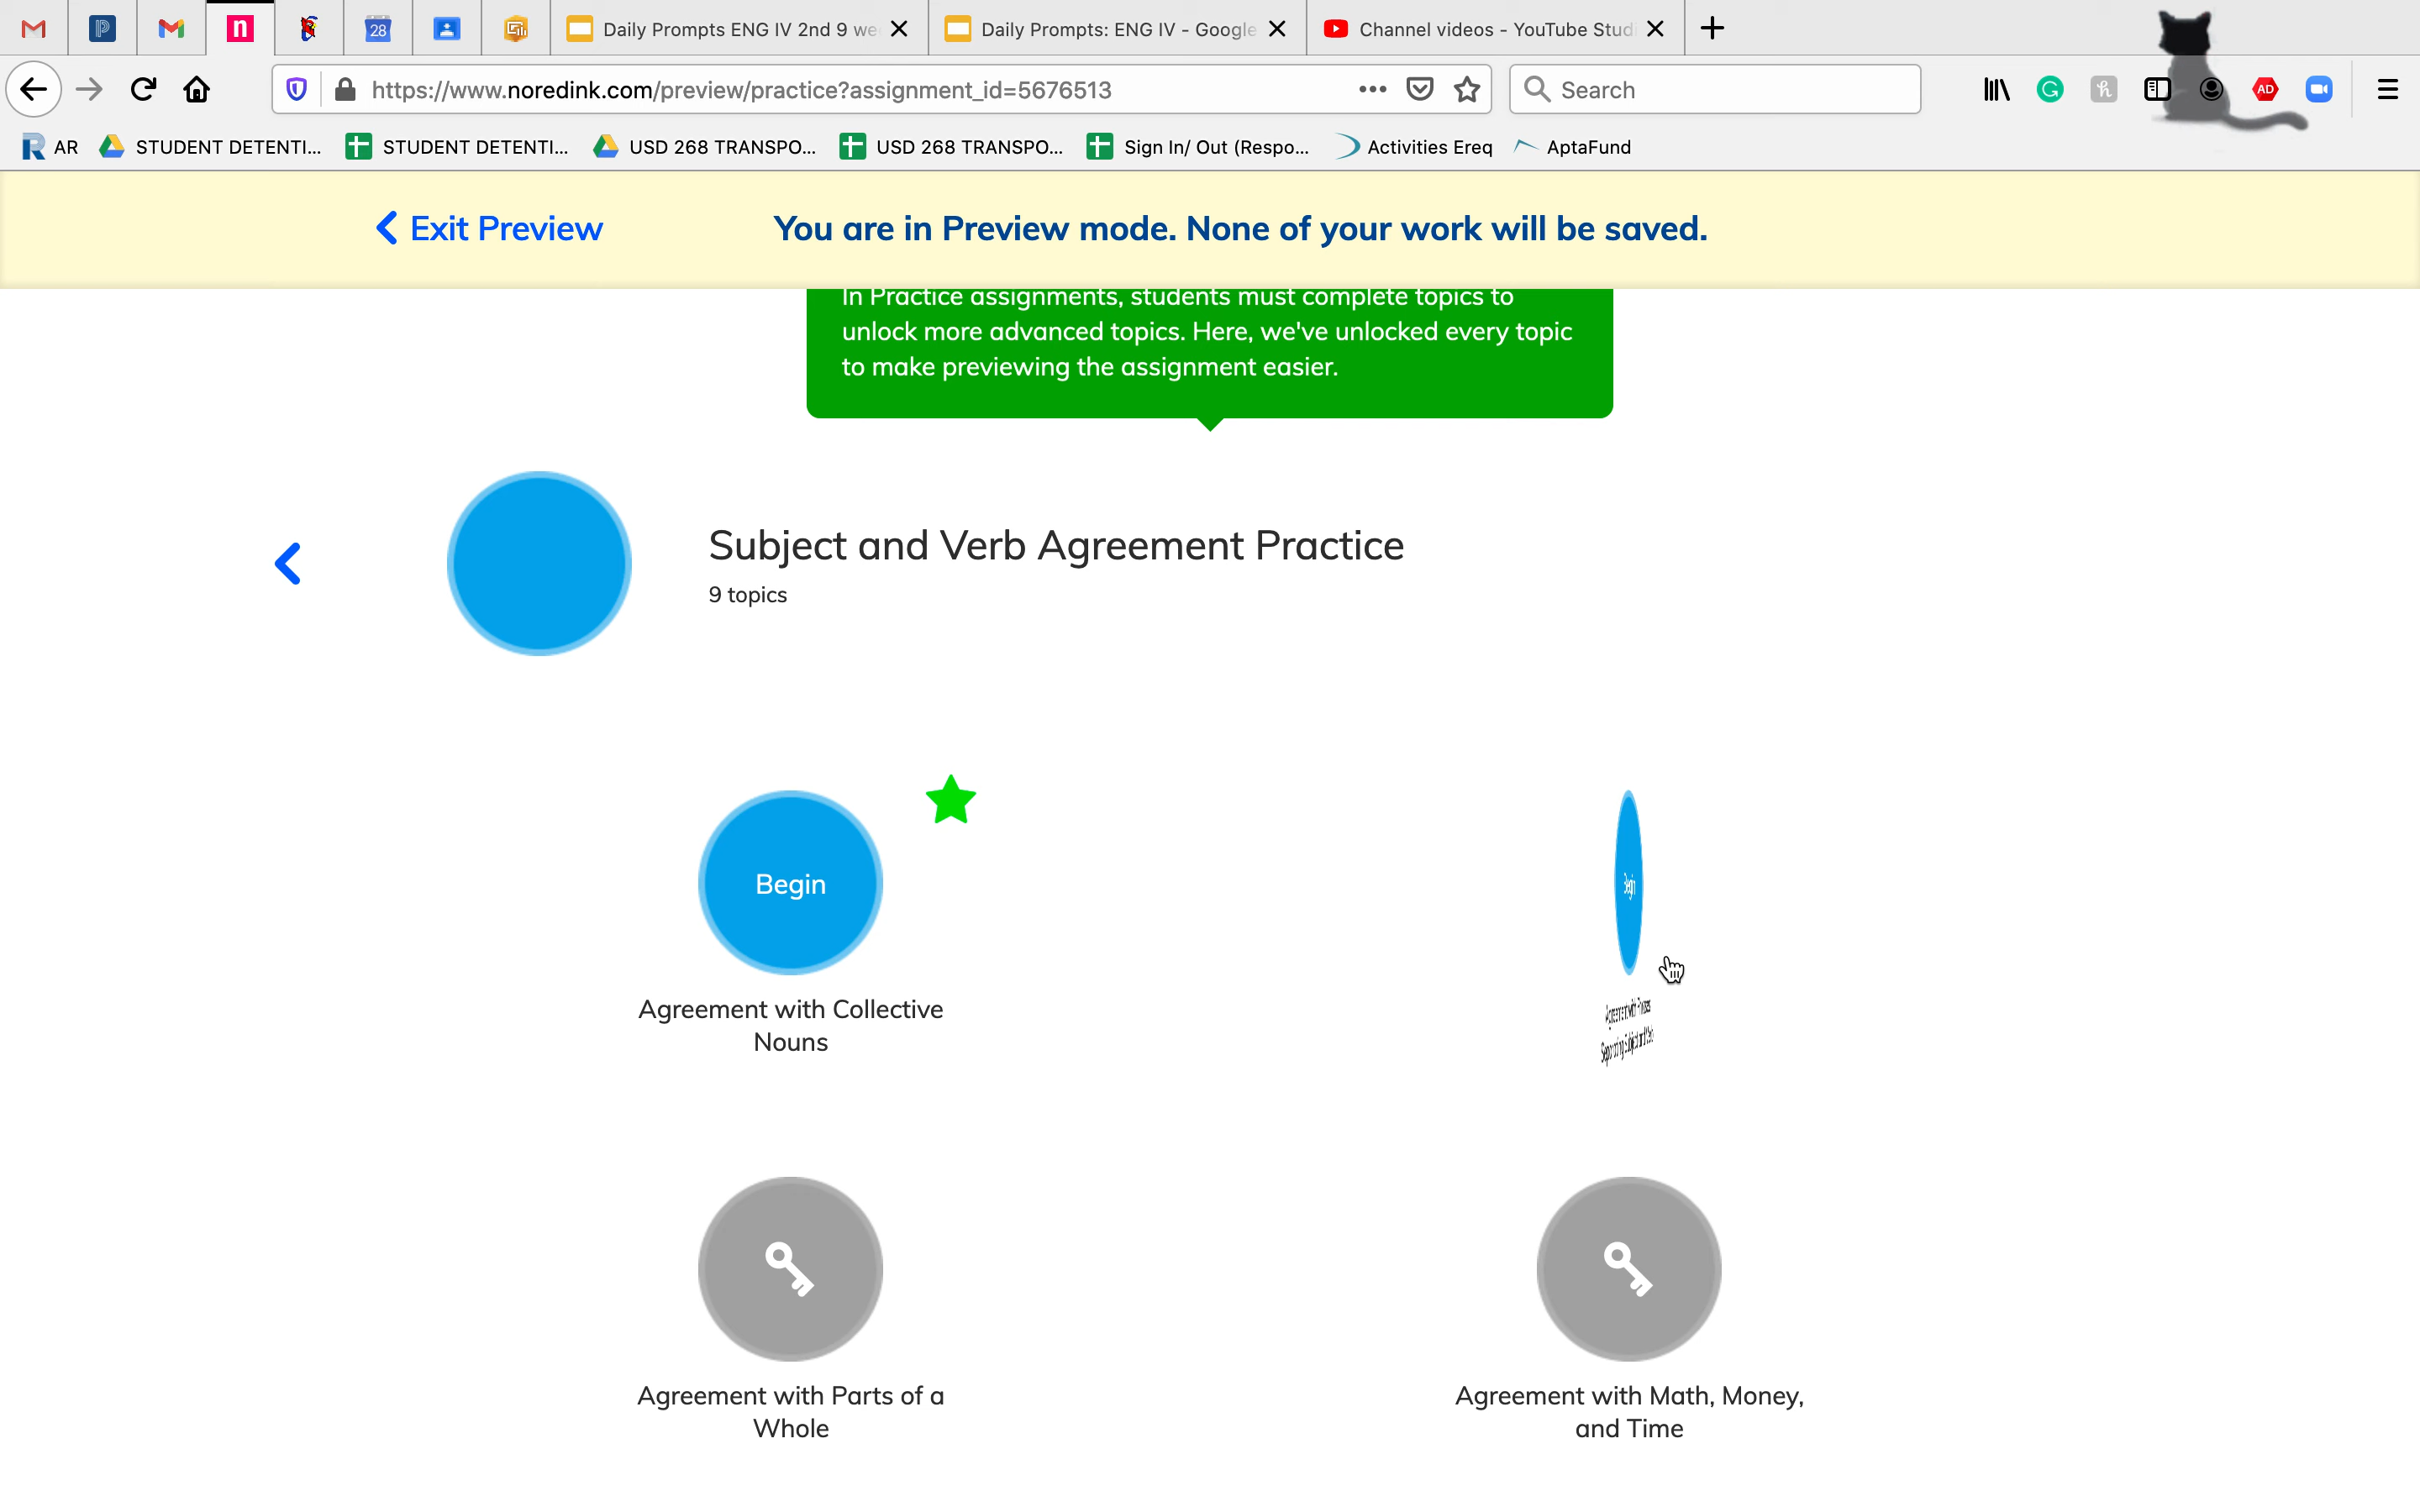 28
Daily Prompts ENG IV 2nd 9 we
Daily Prompts: ENG IV - Google
Channel videos - YouTube Stud
https://www.noredink.com/preview/practice?assignment_id=5676513
Search
AD
AR
STUDENT DETENTI...
STUDENT DETENTI...
USD 268 TRANSPO...
USD 268 TRANSPO...
Sign In/ Out (Respo...
Activities Ereq
AptaFund
Exit Preview
You are in Preview mode. None of your work will be saved.
In Practice assignments, students must complete topics to
unlock more advanced topics. Here, we've unlocked every topic
to make previewing the assignment easier.
Subject and Verb Agreement Practice
9 topics
Begin
Begin
Agreement with Collective
Nouns
Agreement with Parts of a
Whole
Agreement with Math, Money,
and Time